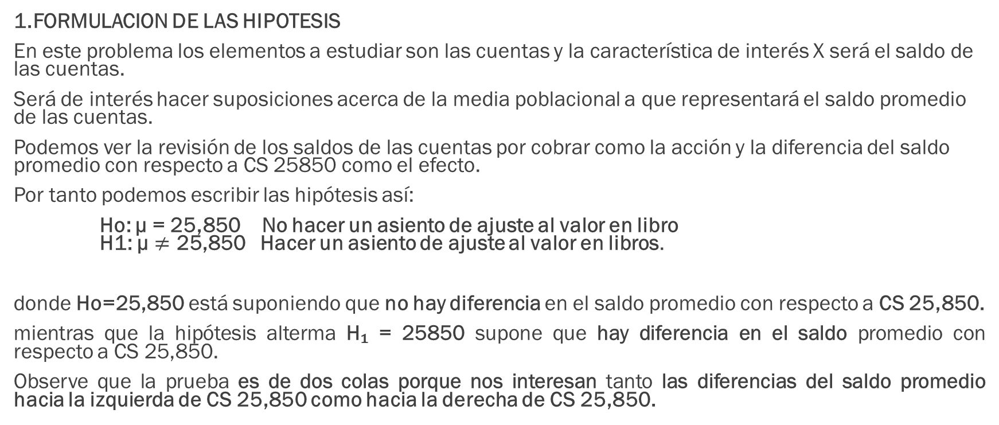 1.FORMULACION DE LAS HIPOTESIS
En este problema los elementos a estudiar son las cuentas y la característica de interés X será el saldo de
las cuentas.
Será de interés hacer suposiciones acerca de la media poblacional a que representará el saldo promedio
de las cuentas.
Podemos ver la revisión de los saldos de las cuentas por cobrar como la acción y la diferencia del saldo
promedio con respecto a CS 25850 como el efecto.
Por tanto podemos escribir las hipótesis así:
Ho: µ = 25,850 No hacer un asiento de ajuste al valor en libro
H1: µ ≠ 25,850 Hacer un asiento de ajuste al valor en libros.
donde Ho=25,850 está suponiendo que no hay diferencia en el saldo promedio con respecto a CS 25,850.
mientras que la hipótesis alterma H₁ = 25850 supone que hay diferencia en el saldo promedio con
respecto a CS 25,850.
Observe que la prueba es de dos colas porque nos interesan tanto las diferencias del saldo promedio
hacia la izquierda de CS 25,850 como hacia la derecha de CS 25,850.